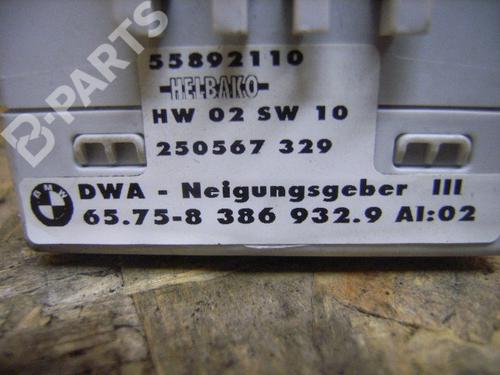 B-PARTS
55892110
HELBAKO
HW 02 SW 10
250567 329
BMW
DWA - Neigungsgeber III
65.75-8 386 932.9 AI:02